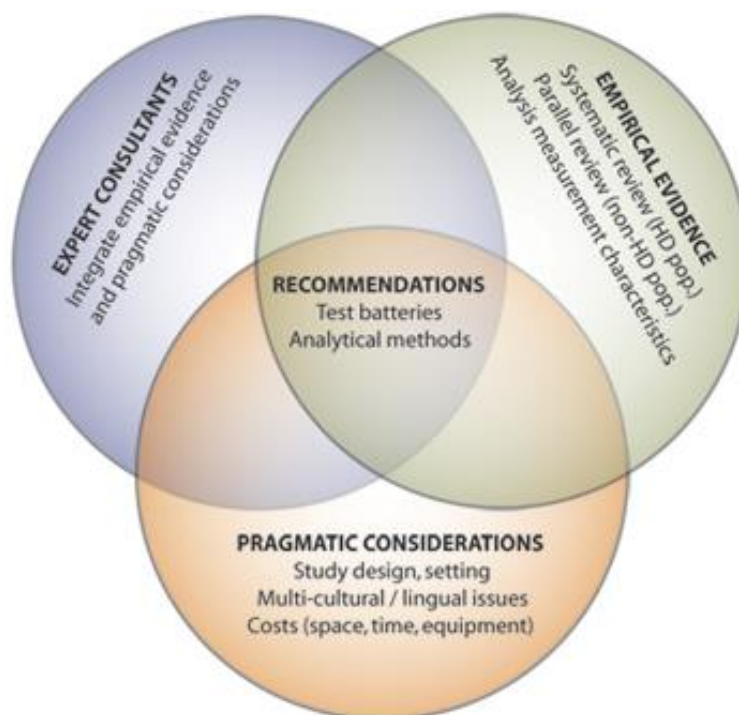 EXPERT CONSULTANTS
Integrate empirical evidence
and pragmatic considerations
EMPIRICAL EVIDENCE
Systematic review (HD pop.)
Parallel review (non-HD pop.)
Analysis measurement characteristics
RECOMMENDATIONS
Test batteries
Analytical methods
PRAGMATIC CONSIDERATIONS
Study design, setting
Multi-cultural / lingual issues
Costs (space, time, equipment)